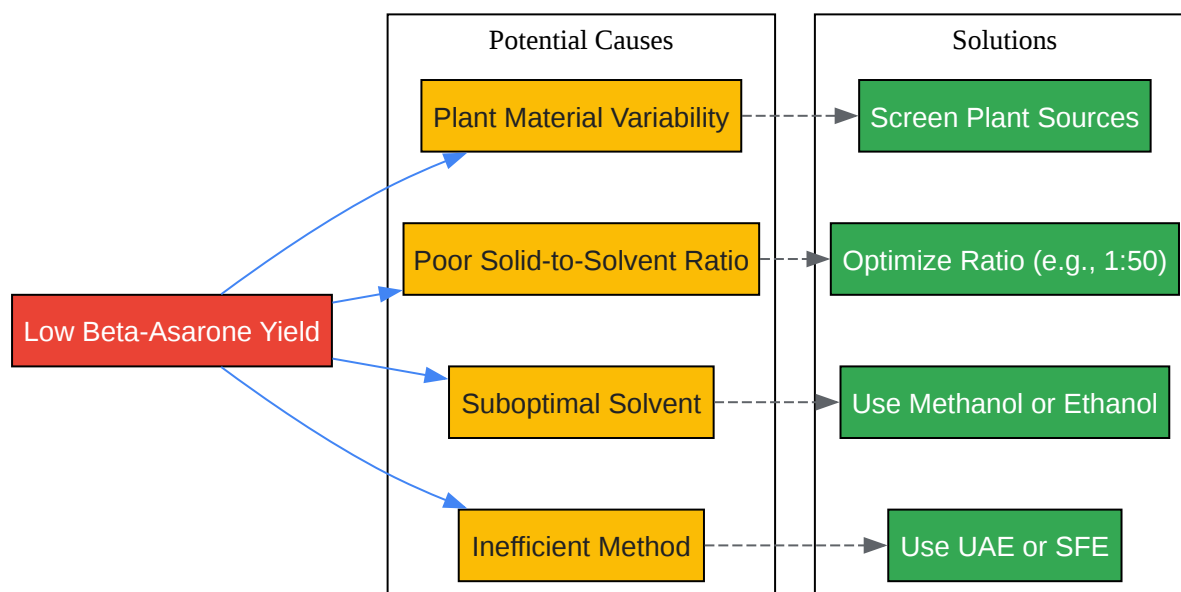 Potential Causes
Solutions
Plant Material Variability
Screen Plant Sources
Poor Solid-to-Solvent Ratio
Optimize Ratio (e.g., 1:50)
Low Beta-Asarone Yield
Suboptimal Solvent
Use Methanol or Ethanol
Inefficient Method
Use UAE or SFE